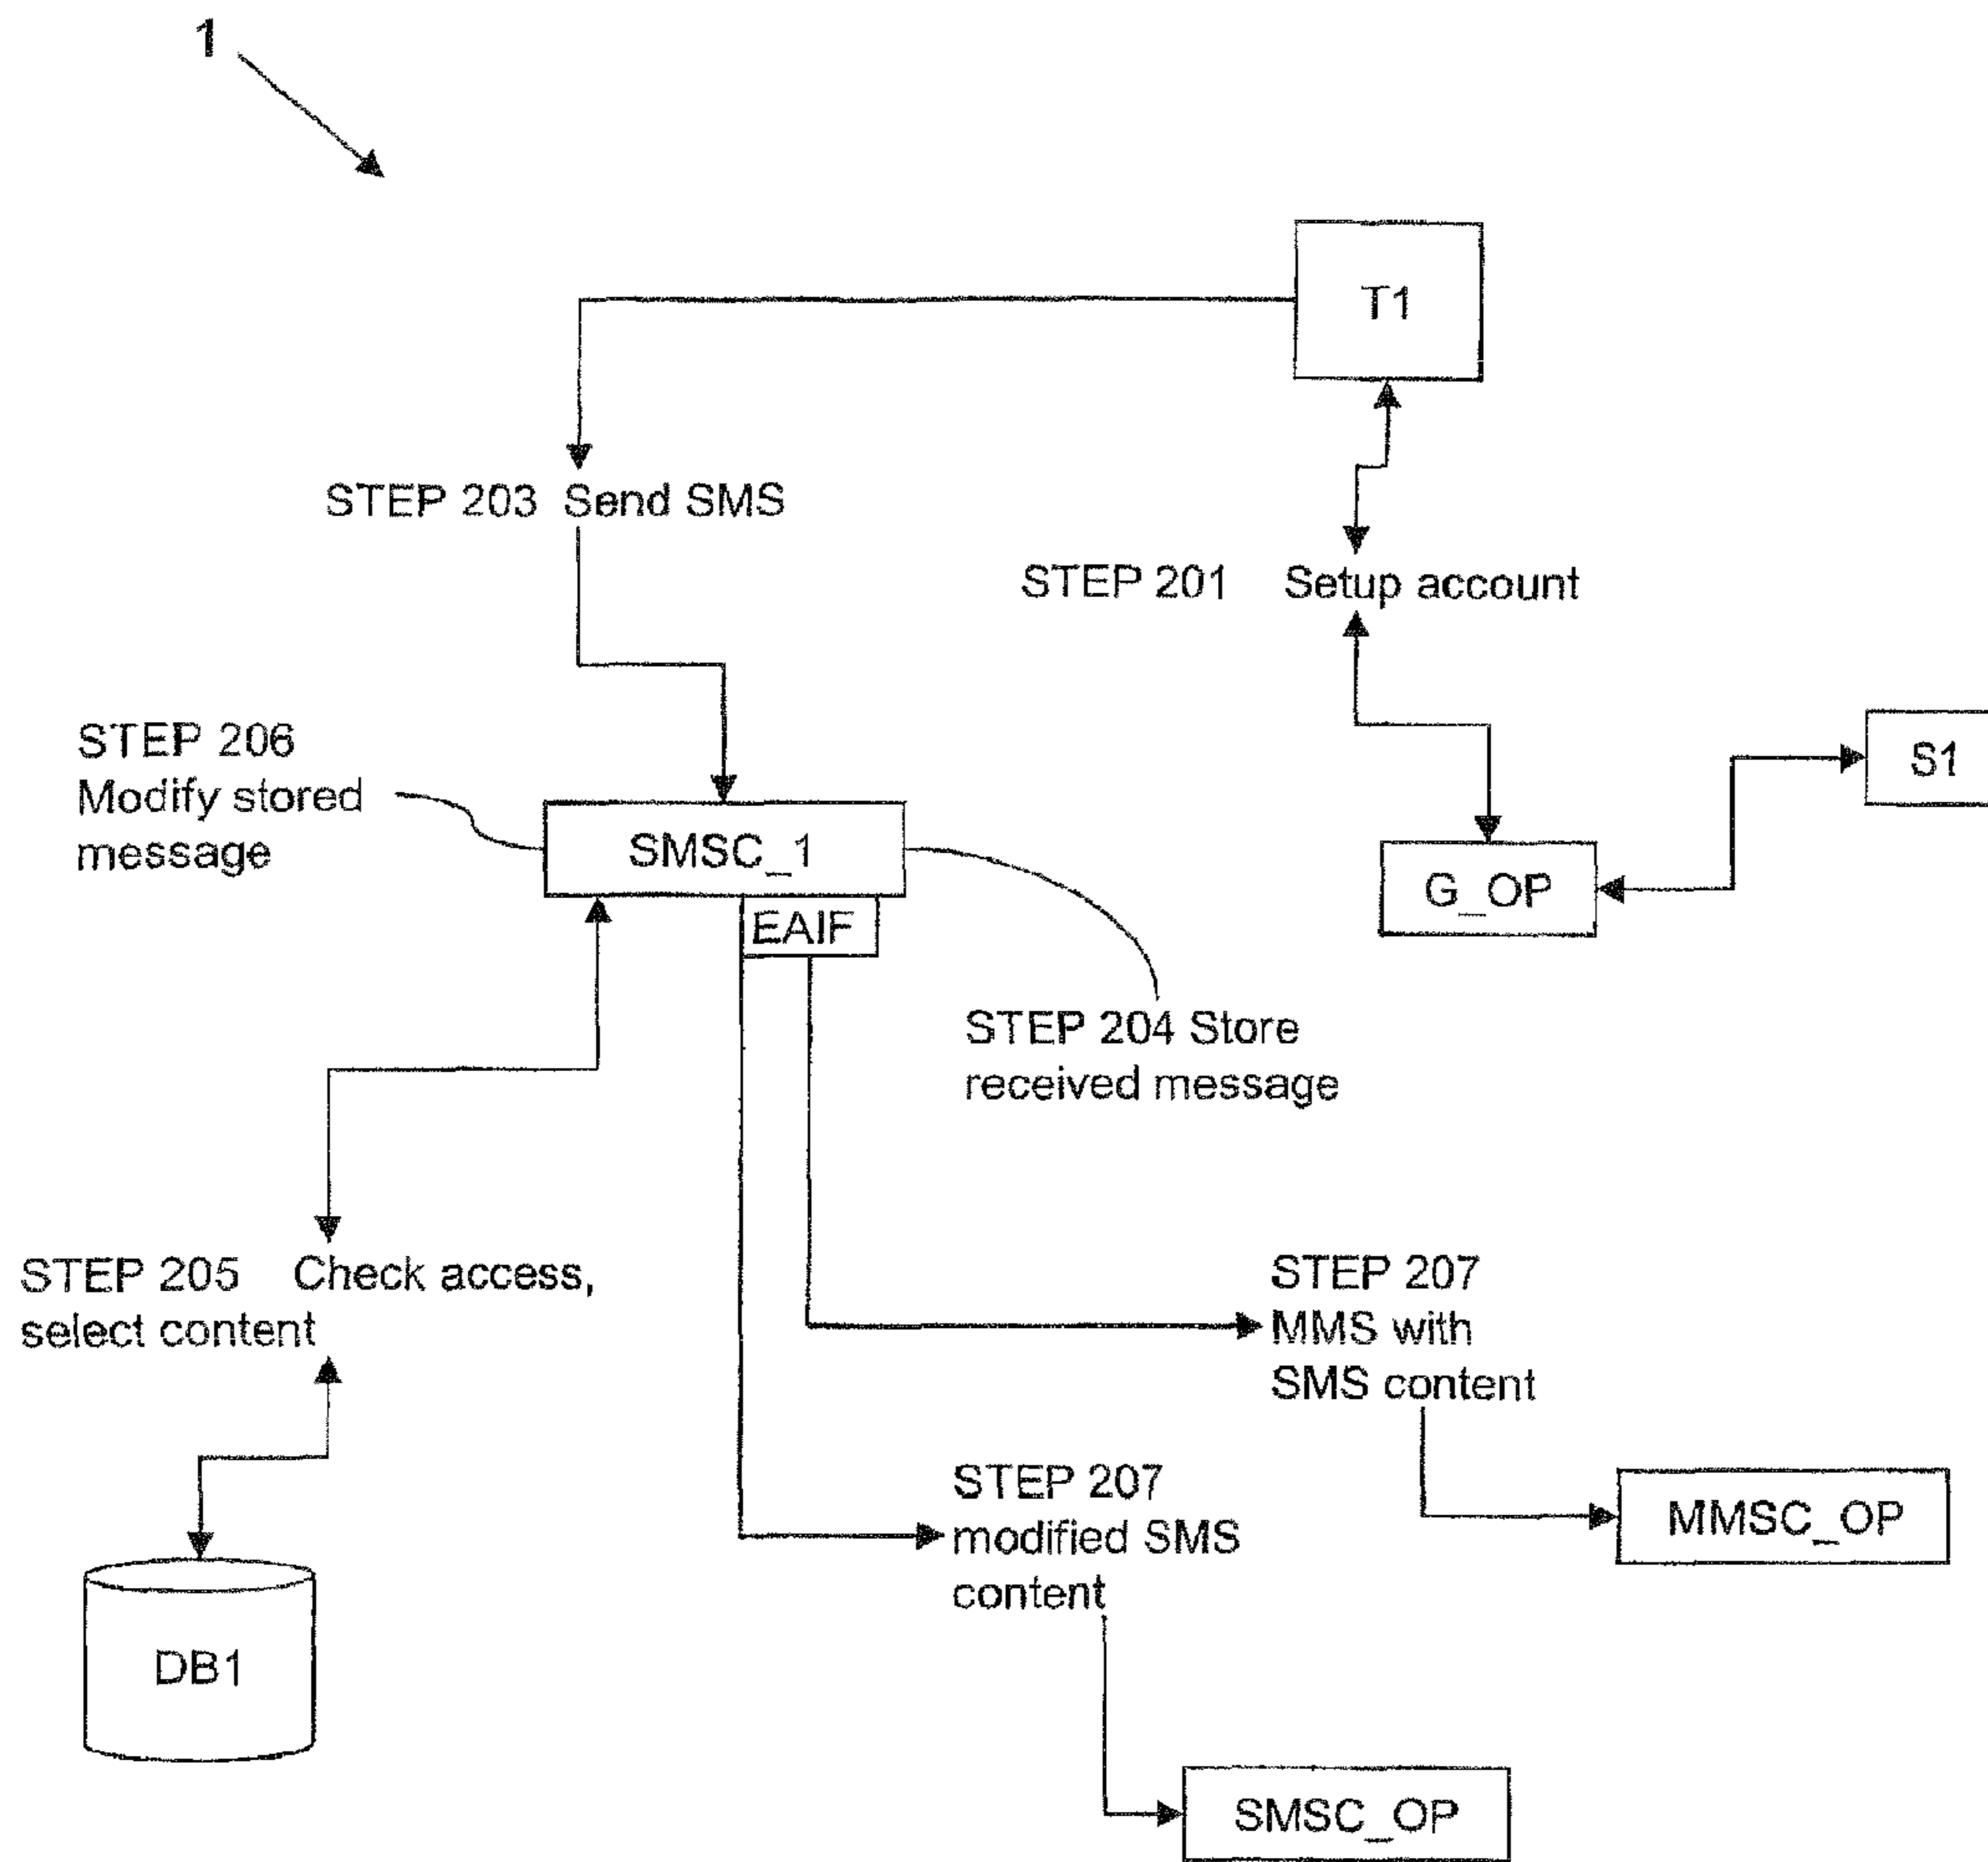 1
T1
STEP 203 Send SMS
STEP 201 Setup account
STEP 206
Modify stored
message
S1
SMSC_1
G_OP
EAIF
STEP 204 Store
received message
STEP 205 Check access,
select content
STEP 207
MMS with
SMS content
STEP 207
modified SMS
content
MMSC_OP
DB1
SMSC_OP